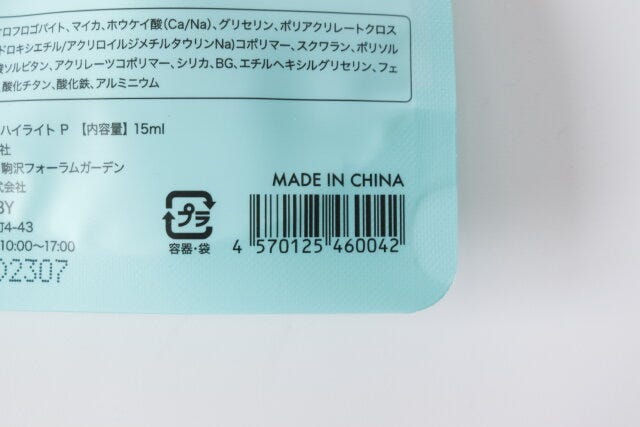 ィロフロゴパイト、マイカ、ホウケイ酸(Ca/Na)、グリセリン、ポリアクリレートクロス
ドロキシエチル/アクリロイルジメチルタウリンNa)コポリマー、スクワラン、ポリソル
酸ソルビタン、アクリレーツコポリマー、シリカ、BG、エチルヘキシルグリセリン、フェ
酸化チタン、酸化鉄、アルミニウム
ハイライト P 【内容量】 15ml
社
駒沢フォーラムガーデン
式会社
BY
町4-43
10:00〜17:00
02307
MADE IN CHINA
プラ
容器・袋
4 570125 460042